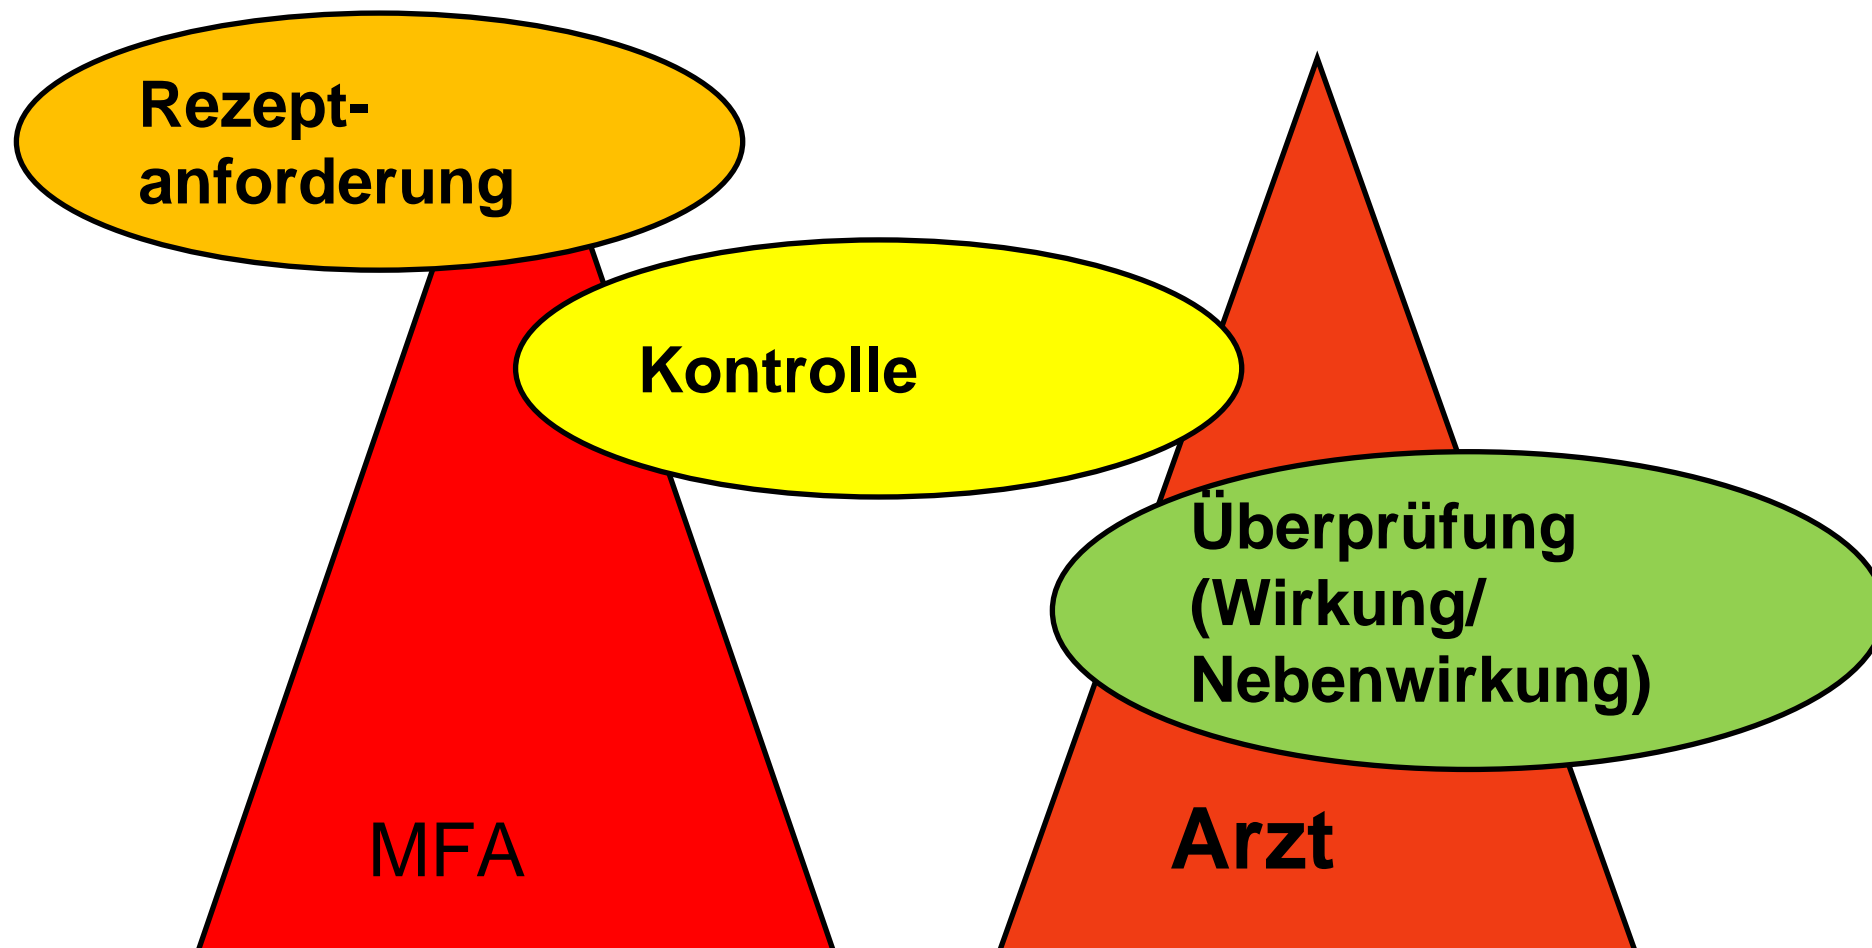 Rezept-
anforderung
Kontrolle
Überprüfung
(Wirkung/
Nebenwirkung)
MFA
Arzt